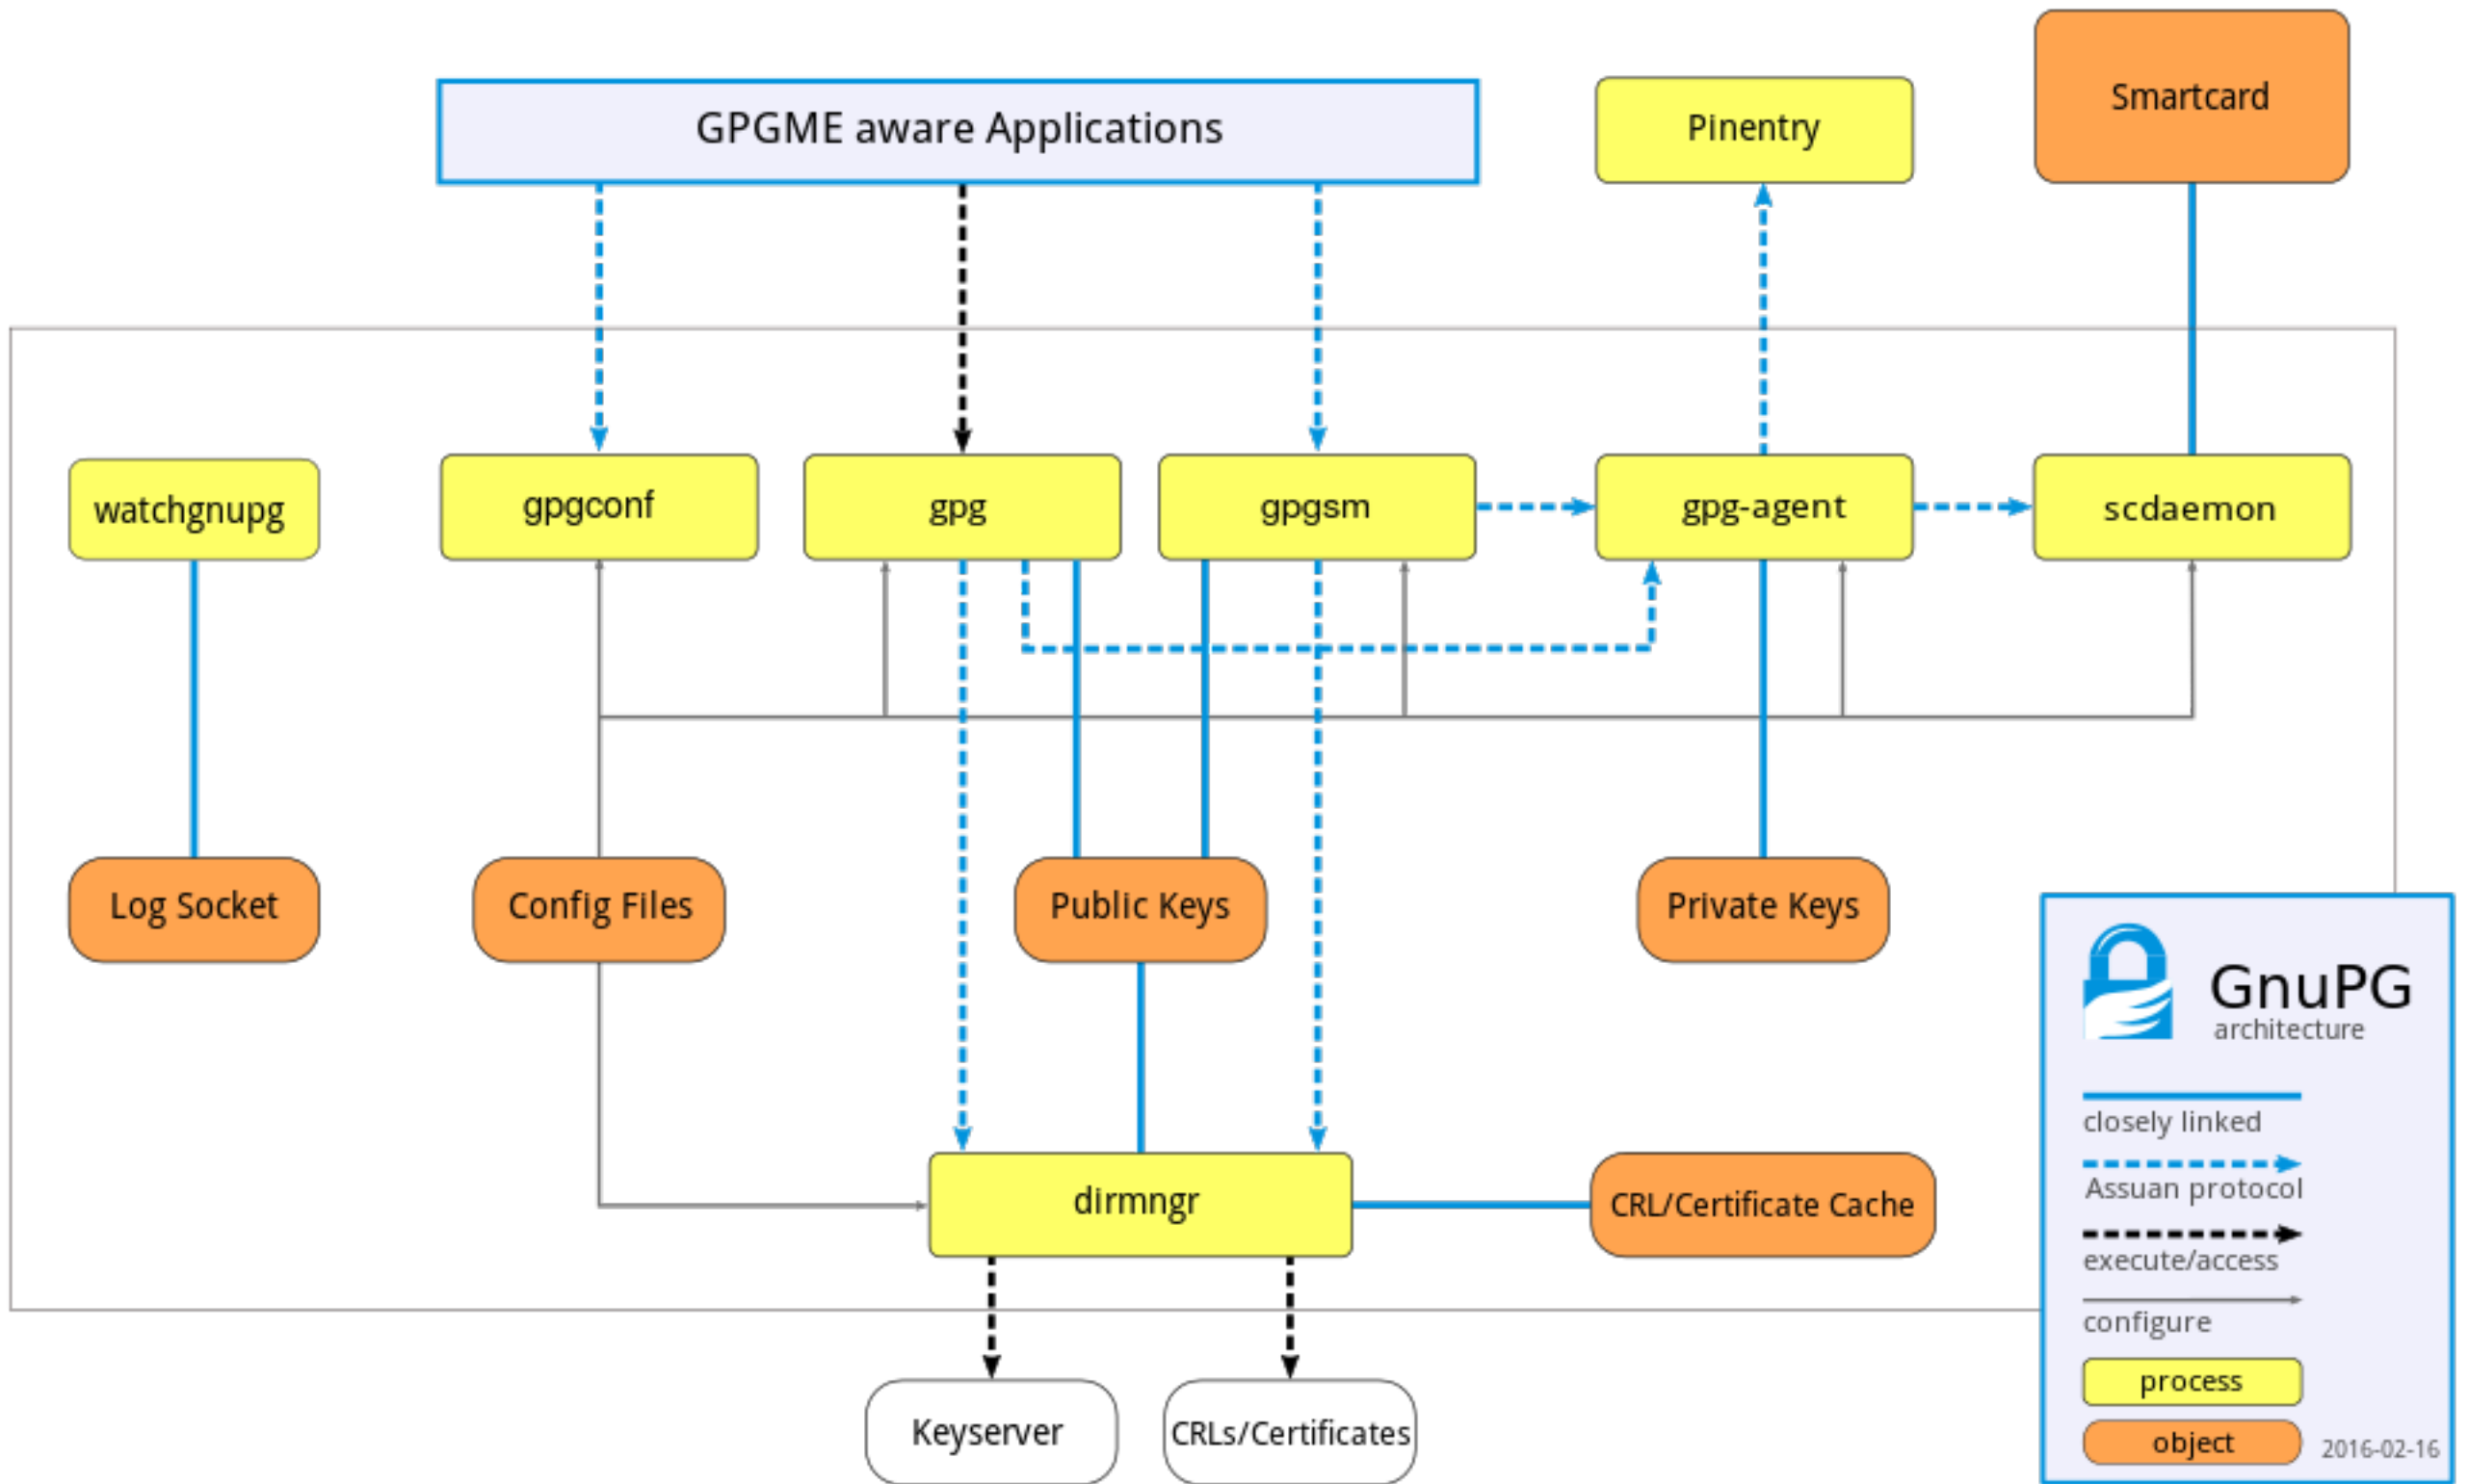 Smartcard
GPGME aware Applications
Pinentry
watchgnupg
gpgconf
gpg
gpgsm
gpg-agent
scdaemon
Log Socket
Config Files
Public Keys
Private Keys
GnuPG
architecture
closely linked
Assuan protocol
execute/access
configure
process
object
2016-02-16
dirmngr
CRL/Certificate Cache
Keyserver
CRLs/Certificates